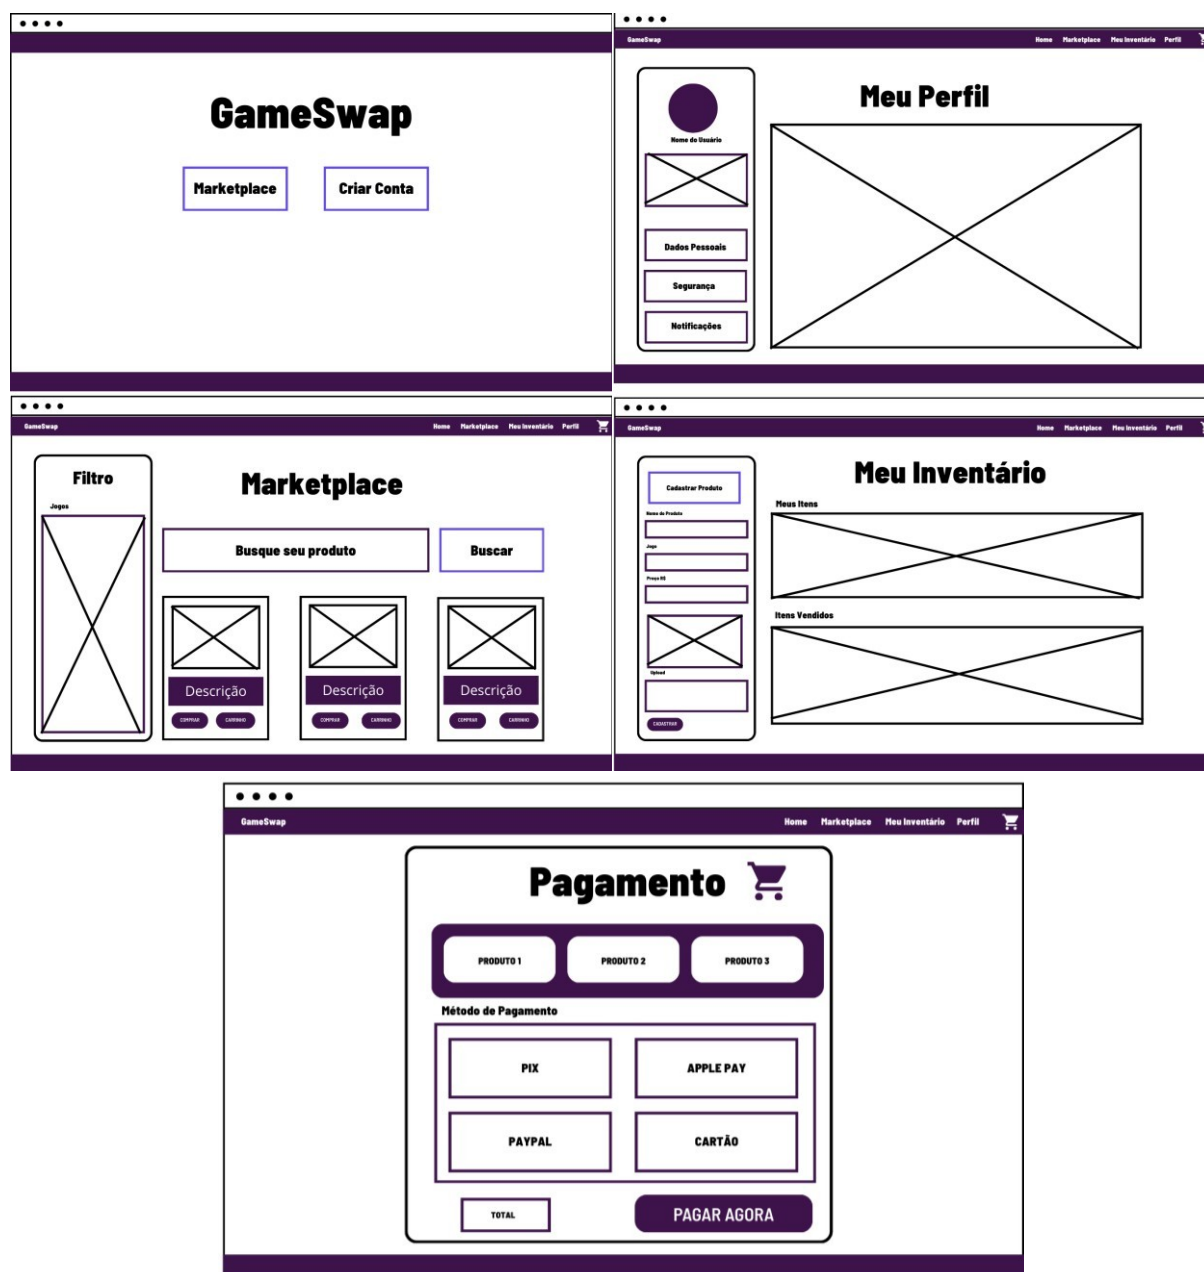 GameSwap
Marketplace
Criar Conta
GameSwap
Home Marketplace Meu Inventário Perfil
Nome do Usuário
Dados Pessoais
Segurança
Notificações
Meu Perfil
GameSwap
Home Marketplace Meu Inventário Perfil
Filtro
Jogos
Marketplace
Busque seu produto
Buscar
Descrição
COMPRAR CARRINHO
Descrição
COMPRAR CARRINHO
Descrição
COMPRAR CARRINHO
GameSwap
Home Marketplace Meu Inventário Perfil
Cadastrar Produto
Nome do Produto
Jogo
Preço R$
Upload
CADASTRAR
Meu Inventário
Meus Itens
Itens Vendidos
GameSwap
Home Marketplace Meu Inventário Perfil
Pagamento
PRODUTO 1
PRODUTO 2
PRODUTO 3
Método de Pagamento
PIX
APPLE PAY
PAYPAL
CARTÃO
TOTAL
PAGAR AGORA